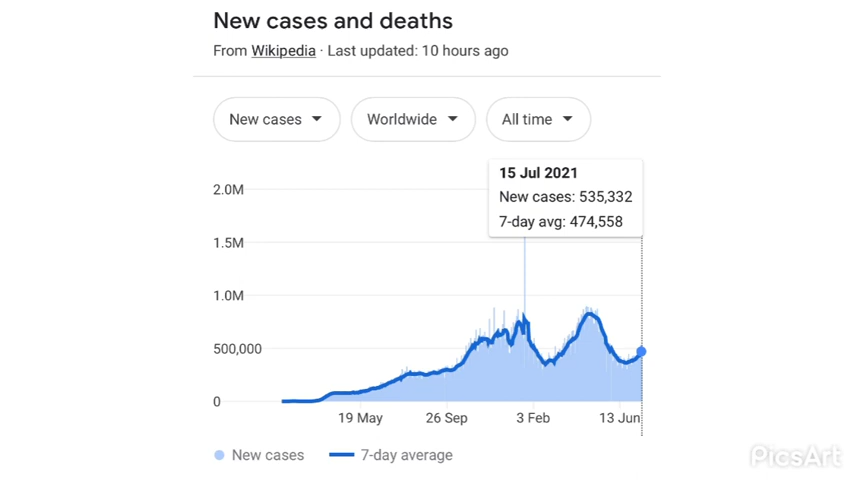 New cases and deaths
From Wikipedia · Last updated: 10 hours ago
New cases
Worldwide
All time
15 Jul 2021
New cases: 535,332
7-day avg: 474,558
2.0M
1.5M
1.0M
500,000
0
19 May
26 Sep
3 Feb
13 Jun
New cases
7-day average
PicsArt